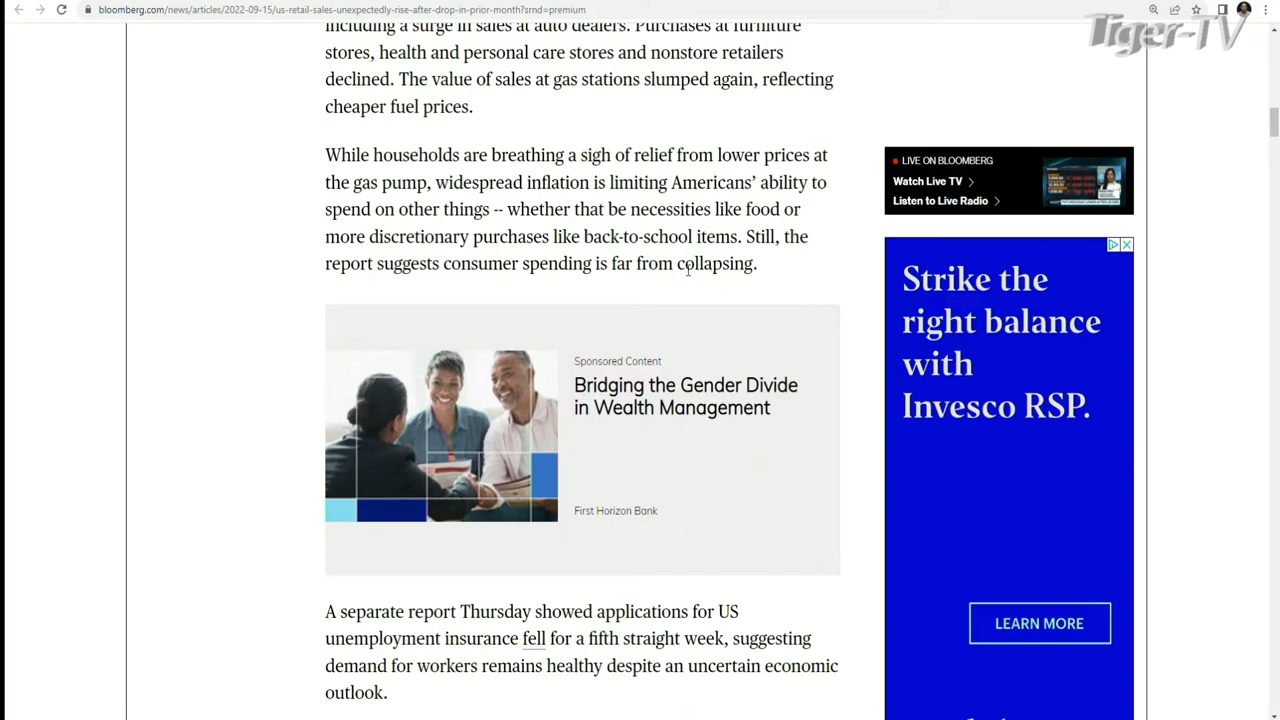 bloomberg.com/news/articles/2022-09-15/us-retail-sales-unexpectedly-rise-after-drop-in-prior-month?srnd=premium
Tiger-TV
including a surge in sales at auto dealers. Purchases at furniture
stores, health and personal care stores and nonstore retailers
declined. The value of sales at gas stations slumped again, reflecting
cheaper fuel prices.
While households are breathing a sigh of relief from lower prices at
the gas pump, widespread inflation is limiting Americans’ ability to
spend on other things -- whether that be necessities like food or
more discretionary purchases like back-to-school items. Still, the
report suggests consumer spending is far from collapsing.
Sponsored Content
Bridging the Gender Divide
in Wealth Management
First Horizon Bank
A separate report Thursday showed applications for US
unemployment insurance fell for a fifth straight week, suggesting
demand for workers remains healthy despite an uncertain economic
outlook.
LIVE ON BLOOMBERG
Watch Live TV
Listen to Live Radio
Strike the
right balance
with
Invesco RSP.
LEARN MORE